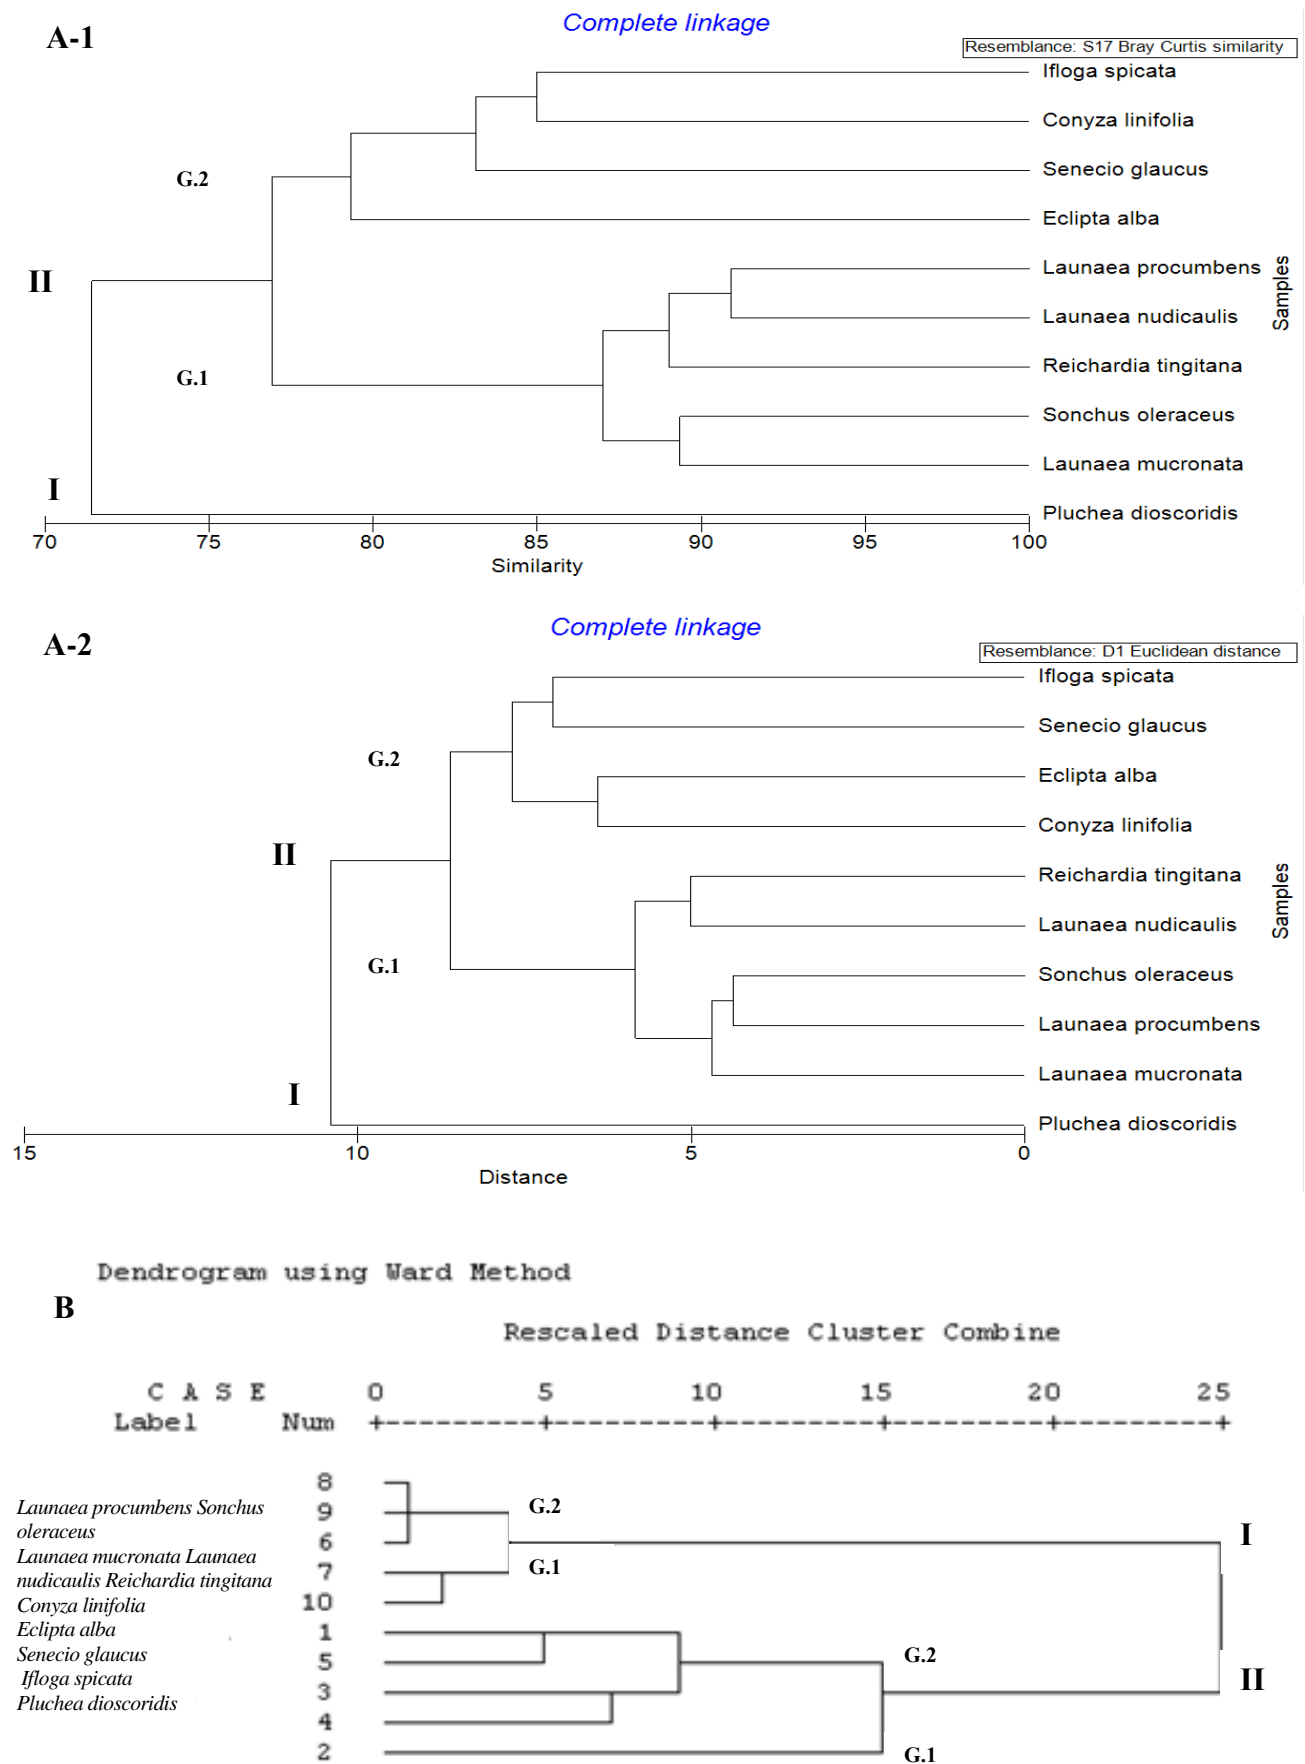 A-1
Complete linkage
Resemblance: S17 Bray Curtis similarity
Ifloga spicata
Conyza linifolia
Senecio glaucus
G.2
Eclipta alba
Launaea procumbens
II
Launaea nudicaulis
Samples
Reichardia tingitana
G.1
Sonchus oleraceus
Launaea mucronata
I
Pluchea dioscoridis
70 75 80 85 90 95 100
Similarity
A-2
Complete linkage
Resemblance: D1 Euclidean distance
Ifloga spicata
Senecio glaucus
G.2
Eclipta alba
Conyza linifolia
II
Reichardia tingitana
Samples
Launaea nudicaulis
G.1
Sonchus oleraceus
Launaea procumbens
Launaea mucronata
I
Pluchea dioscoridis
15 10 5 0
Distance
Dendrogram using Ward Method
B
Rescaled Distance Cluster Combine
C A S E 0 5 10 15 20 25
Label Num +---------+---------+---------+---------+---------+
8
Launaea procumbens Sonchus
oleraceus
9
G.2
6
I
Launaea mucronata Launaea
nudicaulis Reichardia tingitana
7
G.1
Conyza linifolia
10
Eclipta alba
1
Senecio glaucus
5
G.2
Ifloga spicata
3
II
Pluchea dioscoridis
4
2
G.1